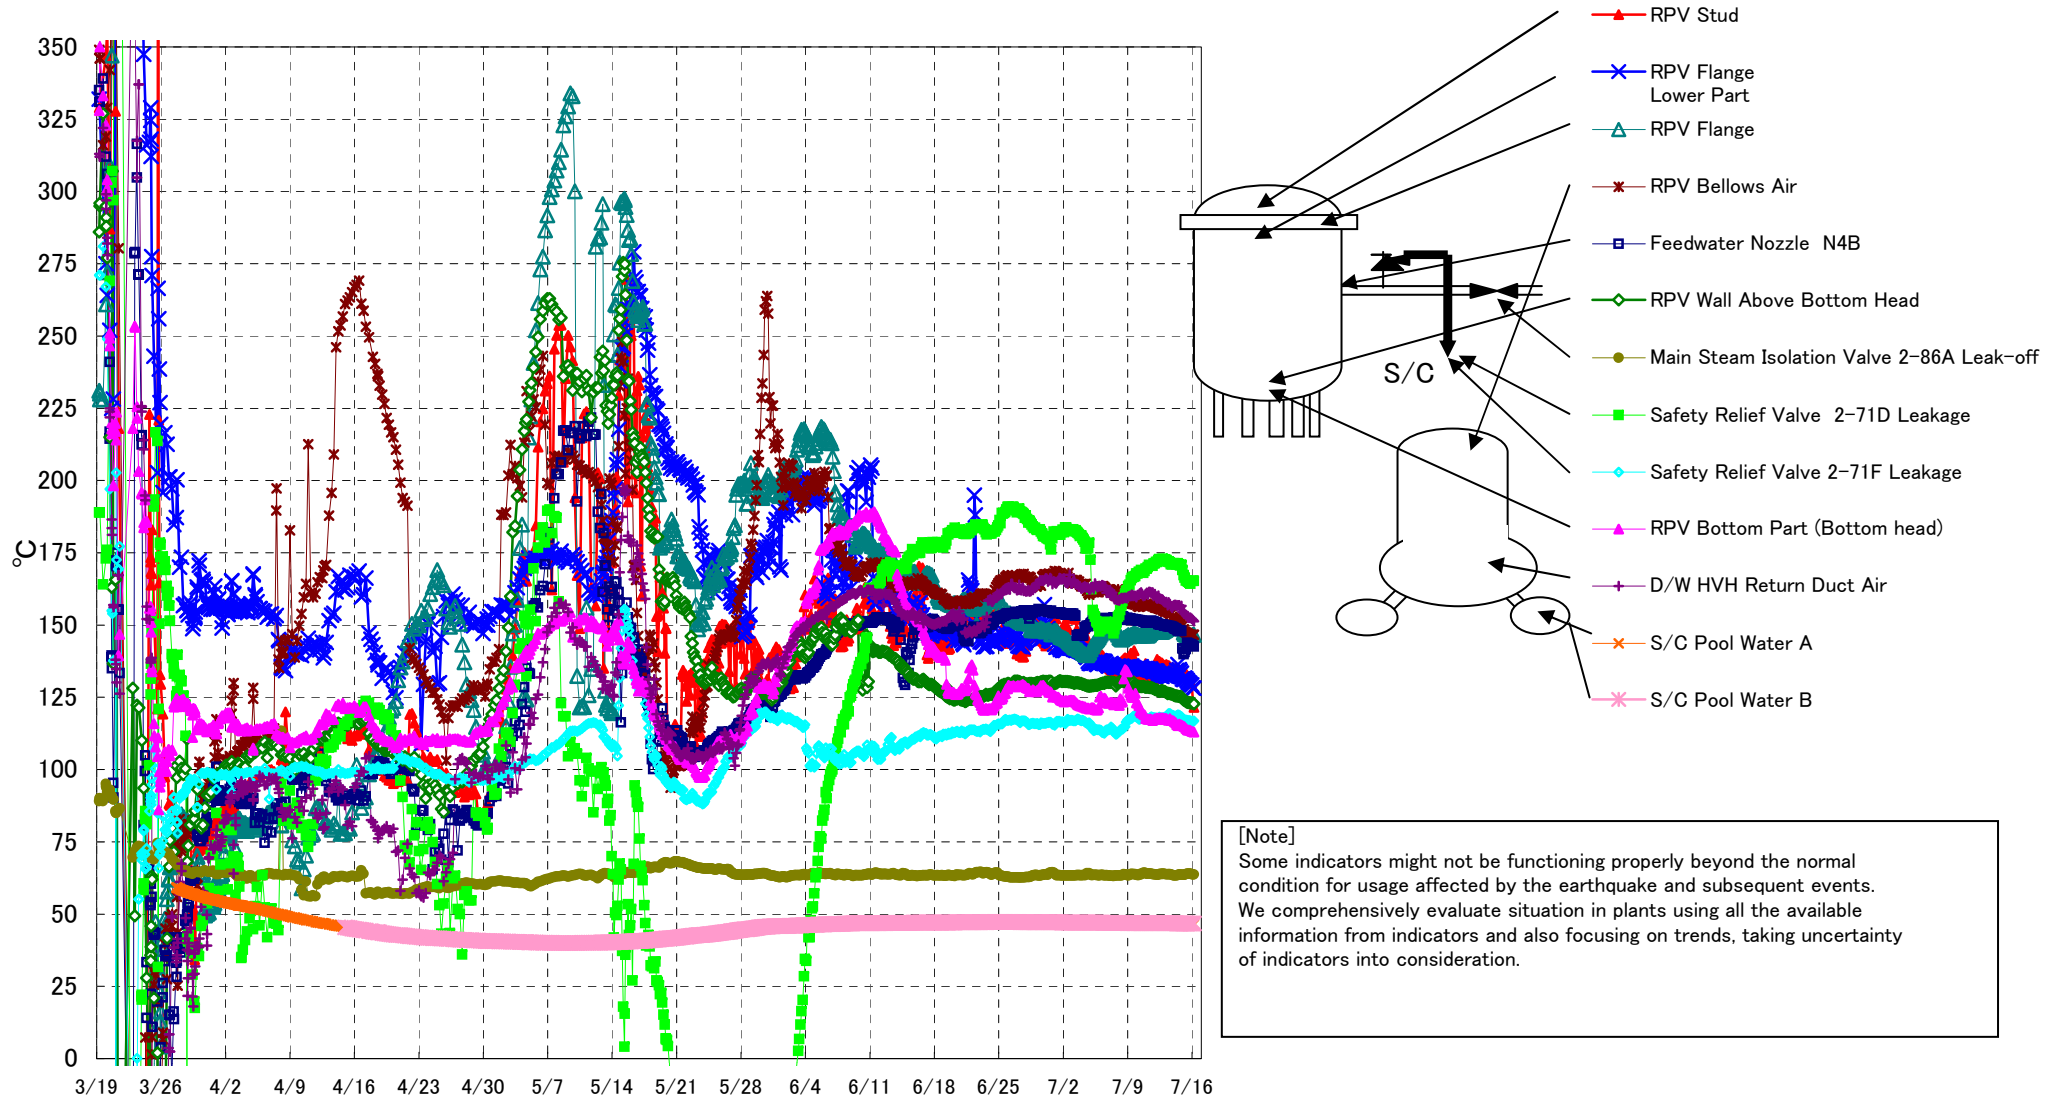 350
325
300
275
250
225
200
175
150
125
100
75
50
25
0
℃
3/19 3/26 4/2 4/9 4/16 4/23 4/30 5/7 5/14 5/21 5/28 6/4 6/11 6/18 6/25 7/2 7/9 7/16
RPV Stud
RPV Flange
Lower Part
RPV Flange
RPV Bellows Air
Feedwater Nozzle N4B
RPV Wall Above Bottom Head
Main Steam Isolation Valve 2-86A Leak-off
Safety Relief Valve 2-71D Leakage
Safety Relief Valve 2-71F Leakage
RPV Bottom Part (Bottom head)
D/W HVH Return Duct Air
S/C Pool Water A
S/C Pool Water B
S/C
[Note]
Some indicators might not be functioning properly beyond the normal
condition for usage affected by the earthquake and subsequent events.
We comprehensively evaluate situation in plants using all the available
information from indicators and also focusing on trends, taking uncertainty
of indicators into consideration.